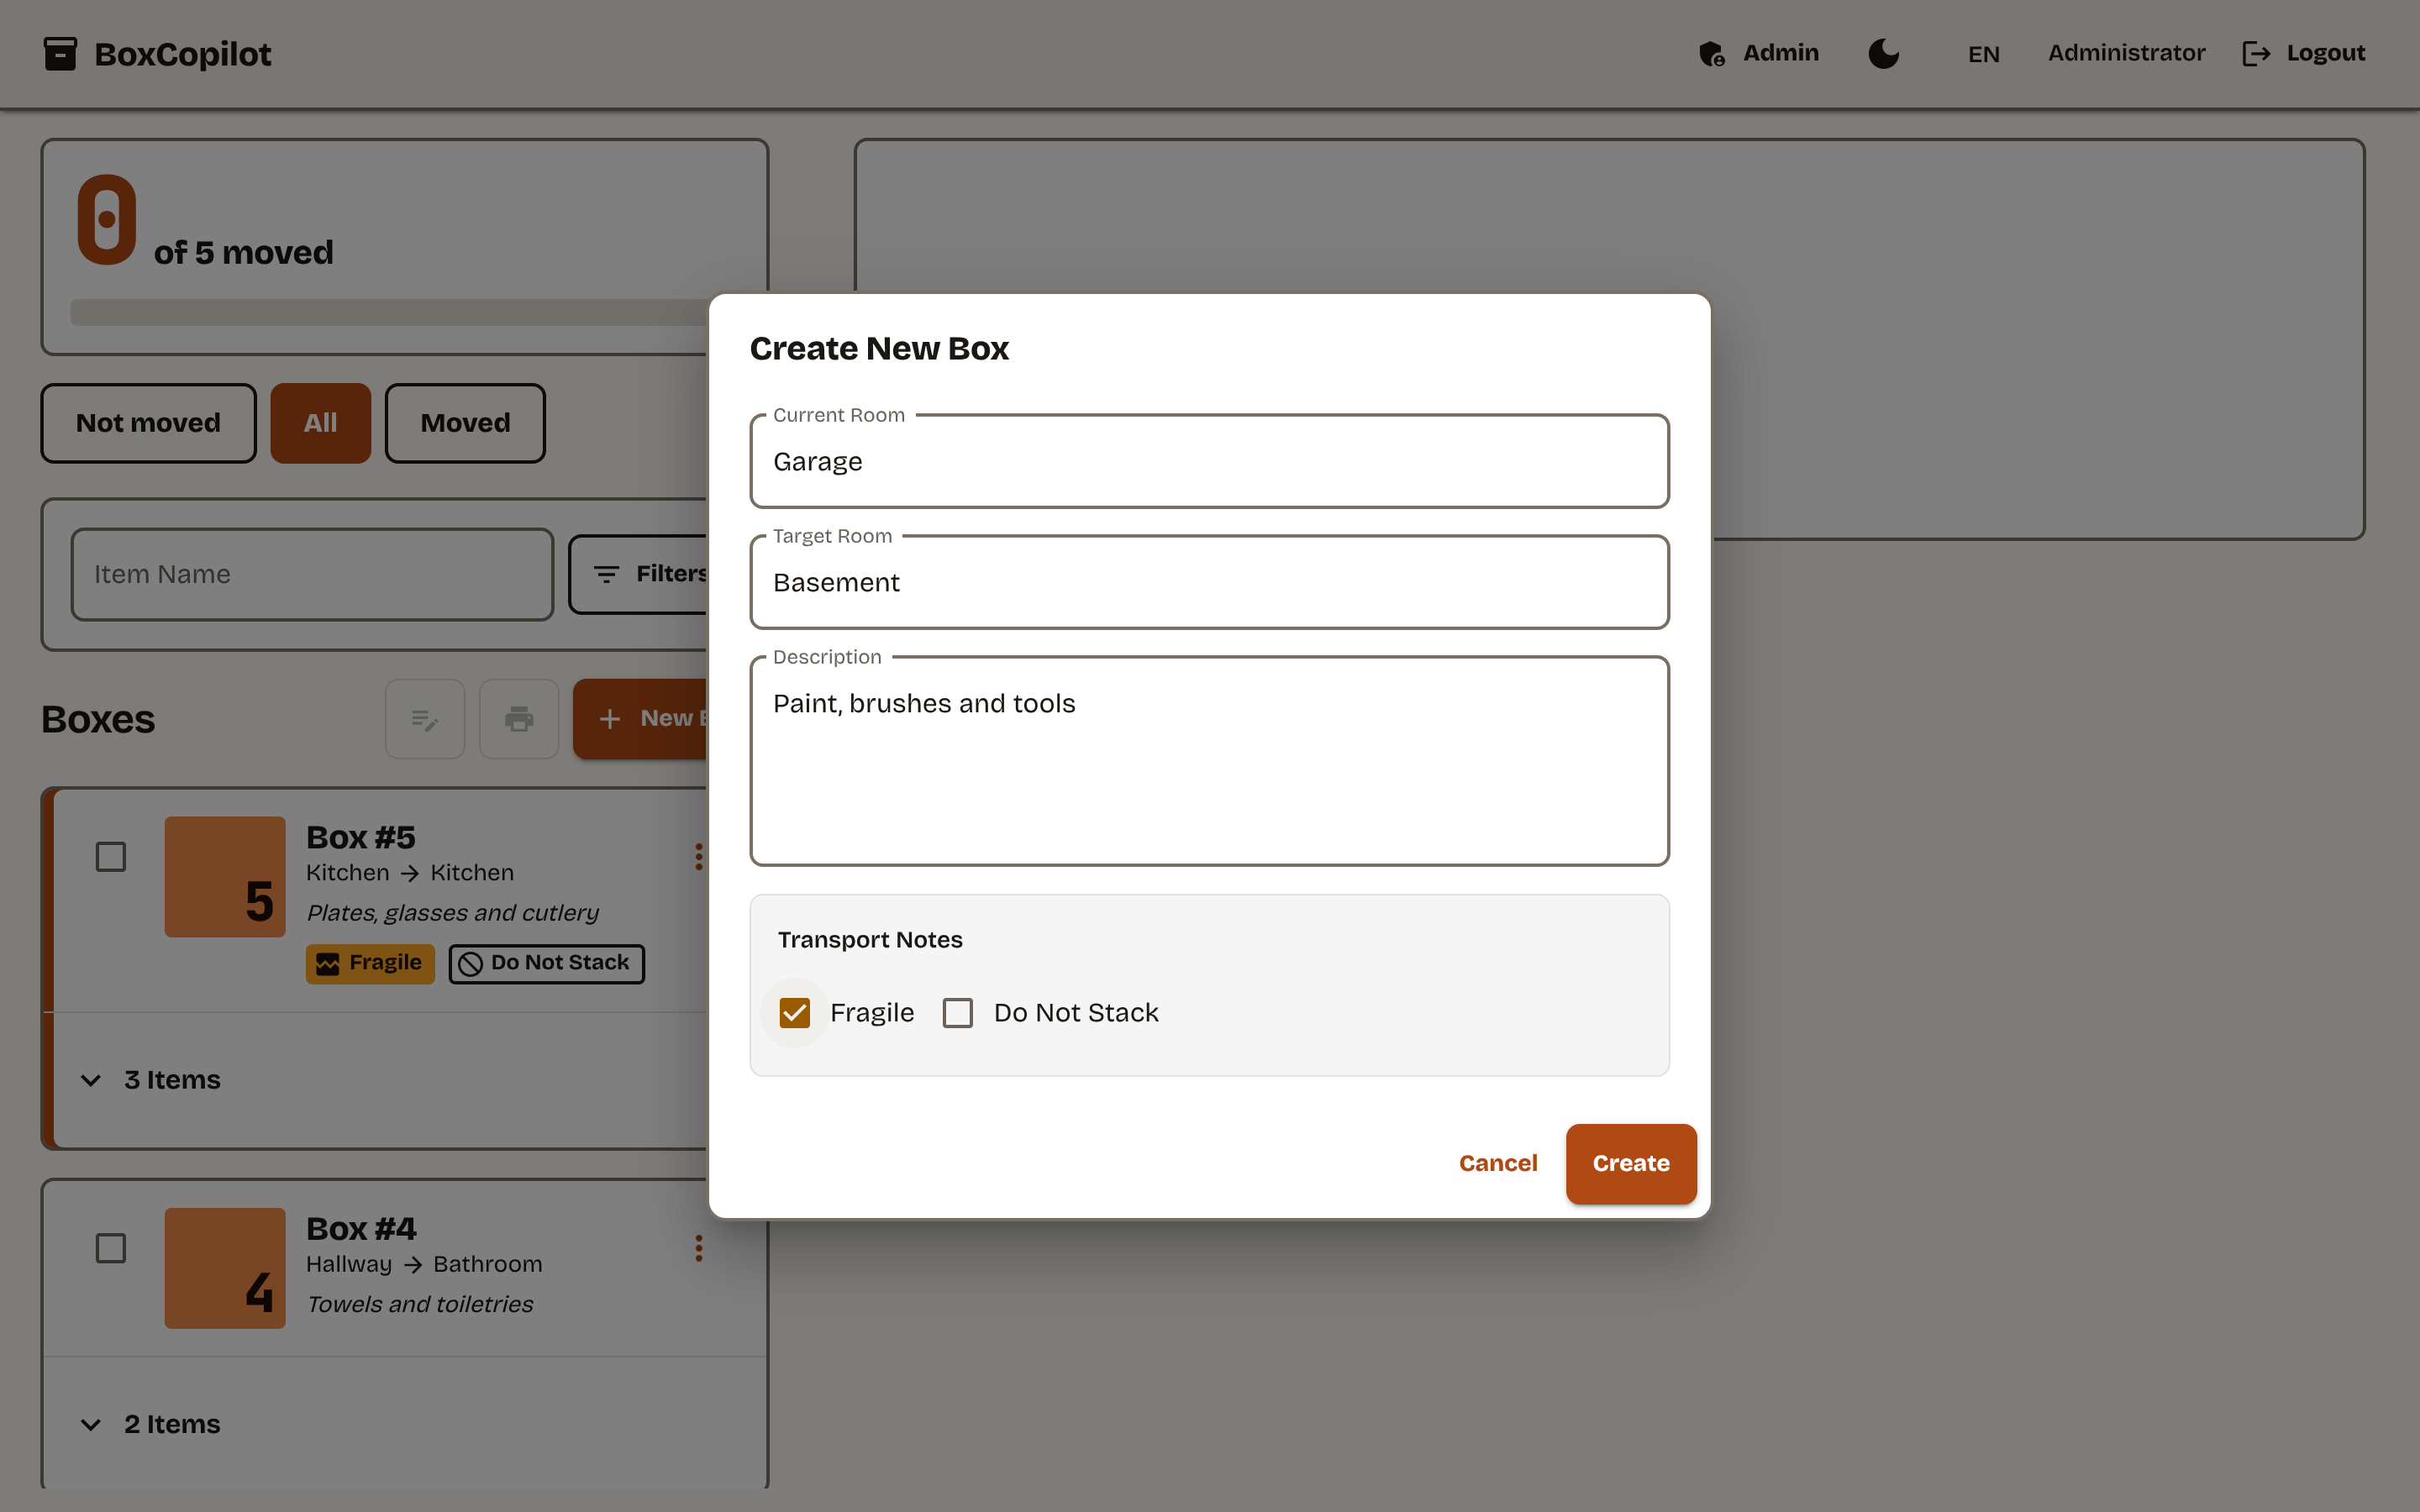 BoxCopilot
Admin
EN
Administrator
Logout
0 of 5 moved
Not moved
All
Moved
Item Name
Filters
Boxes
New
5
Box #5
Kitchen → Kitchen
Plates, glasses and cutlery
Fragile
Do Not Stack
3 Items
4
Box #4
Hallway → Bathroom
Towels and toiletries
2 Items
Create New Box
Current Room
Garage
Target Room
Basement
Description
Paint, brushes and tools
Transport Notes
Fragile
Do Not Stack
Cancel
Create